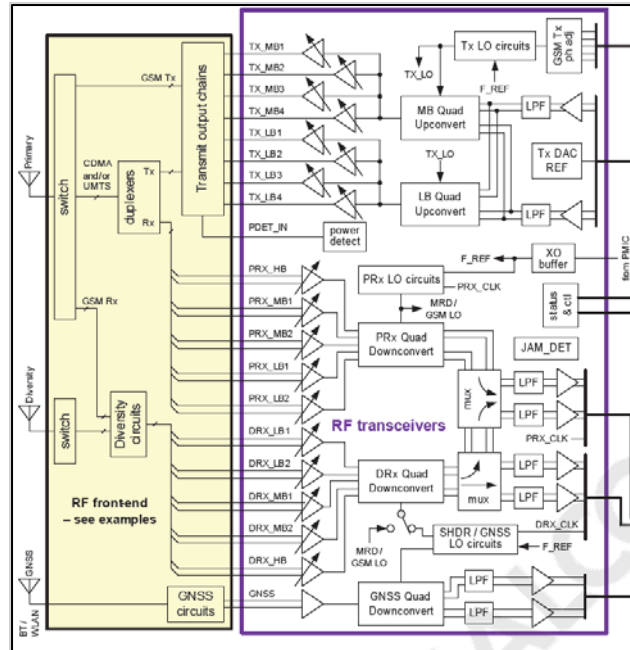 Primary
Diversity
GNSS
BT /
WLAN
switch
GSM Tx
CDMA
and/or
UMTS
duplexers
Tx
Rx
Transmit output chains
GSM Rx
switch
Diversity
circuits
RF front-end
– see examples
GNSS
circuits
TX_MB1
TX_MB2
TX_MB3
TX_MB4
TX_LB1
TX_LB2
TX_LB3
TX_LB4
PDET_IN
power
detect
Tx LO circuits
GSM Tx
ph adj
TX_LO
F_REF
MB Quad
Upconvert
LPF
TX_LO
Tx DAC
REF
LB Quad
Upconvert
LPF
F_REF
XO
buffer
from PMIC
PRX_HB
PRX_MB1
PRX_MB2
PRX_LB1
PRX_LB2
PRx LO circuits
PRX_CLK
MRD /
GSM LO
status
& ctl
PRx Quad
Downconvert
JAM_DET
mux
LPF
LPF
PRX_CLK
RF transceivers
DRX_LB1
DRX_LB2
DRX_MB1
DRX_MB2
DRX_HB
DRx Quad
Downconvert
mux
LPF
LPF
DRX_CLK
SHDR / GNSS
LO circuits
MRD /
GSM LO
F_REF
GNSS
GNSS Quad
Downconvert
LPF
LPF
ALCO